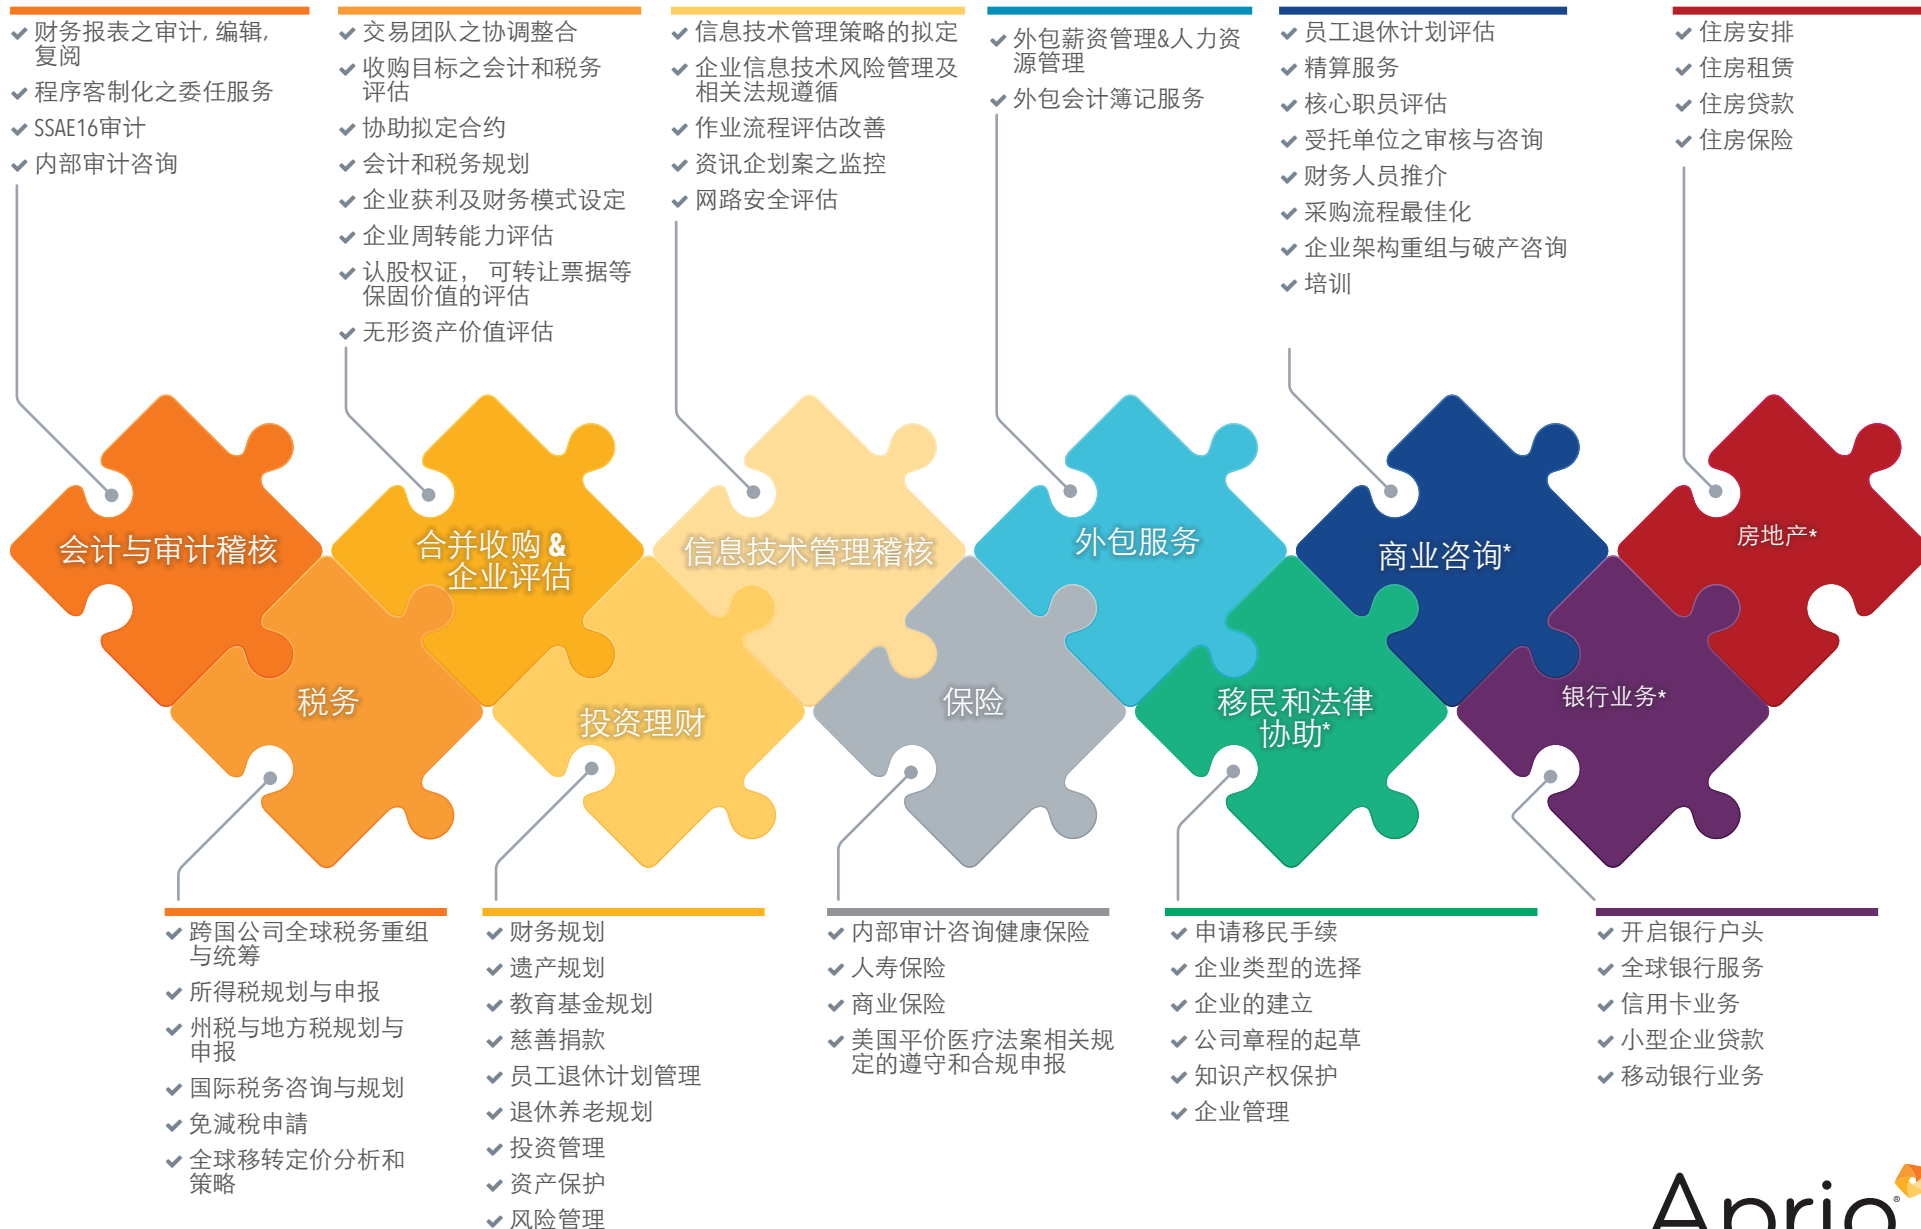 财务报表之审计, 编辑,
复阅
程序客制化之委任服务
SSAE16审计
内部审计咨询
交易团队之协调整合
收购目标之会计和税务
评估
协助拟定合约
会计和税务规划
企业获利及财务模式设定
企业周转能力评估
认股权证， 可转让票据等
保固价值的评估
无形资产价值评估
信息技术管理策略的拟定
企业信息技术风险管理及
相关法规遵循
作业流程评估改善
资讯企划案之监控
网路安全评估
外包薪资管理&人力资
源管理
外包会计簿记服务
员工退休计划评估
精算服务
核心职员评估
受托单位之审核与咨询
财务人员推介
采购流程最佳化
企业架构重组与破产咨询
培训
住房安排
住房租赁
住房贷款
住房保险
会计与审计稽核
合并收购 &
企业评估
信息技术管理稽核
外包服务
商业咨询*
房地产*
税务
投资理财
保险
移民和法律
协助*
银行业务*
跨国公司全球税务重组
与统筹
所得税规划与申报
州税与地方税规划与
申报
国际税务咨询与规划
免減稅申請
全球移转定价分析和
策略
财务规划
遗产规划
教育基金规划
慈善捐款
员工退休计划管理
退休养老规划
投资管理
资产保护
风险管理
内部审计咨询健康保险
人寿保险
商业保险
美国平价医疗法案相关规
定的遵守和合规申报
申请移民手续
企业类型的选择
企业的建立
公司章程的起草
知识产权保护
企业管理
开启银行户头
全球银行服务
信用卡业务
小型企业贷款
移动银行业务
Aprio®